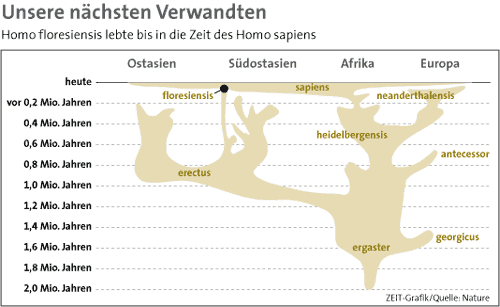 Unsere nächsten Verwandten
Homo floresiensis lebte bis in die Zeit des Homo sapiens
Ostasien Südostasien Afrika Europa
heute
sapiens
floresiensis
neanderthalensis
vor 0,2 Mio. Jahren
0,4 Mio. Jahren
heidelbergensis
0,6 Mio. Jahren
antecessor
0,8 Mio. Jahren
erectus
1,0 Mio. Jahren
1,2 Mio. Jahren
1,4 Mio. Jahren
georgicus
1,6 Mio. Jahren
ergaster
1,8 Mio. Jahren
2,0 Mio. Jahren
ZEIT-Grafik/Quelle: Nature